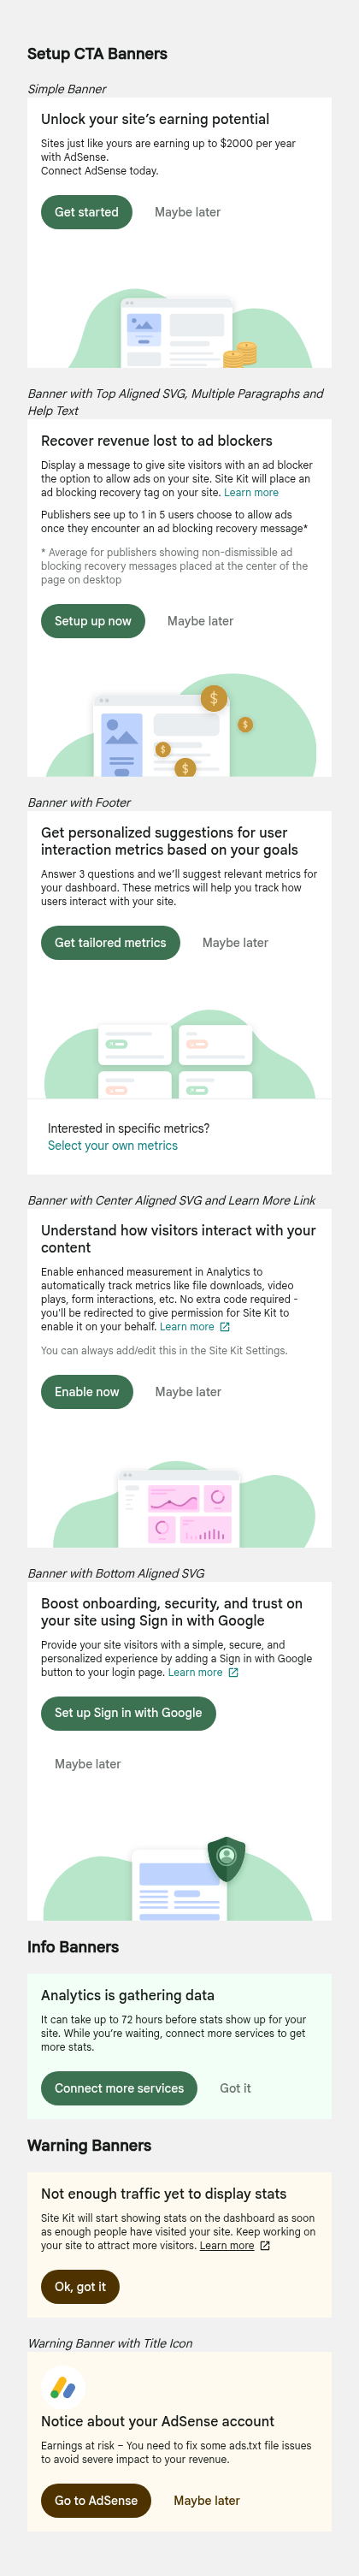 Setup CTA Banners
Simple Banner
Unlock your site's earning potential
Sites just like yours are earning up to $2000 per year
with AdSense.
Connect AdSense today.
Get started
Maybe later
Banner with Top Aligned SVG, Multiple Paragraphs and
Help Text
Recover revenue lost to ad blockers
Display a message to give site visitors with an ad blocker
the option to allow ads on your site. Site Kit will place an
ad blocking recovery tag on your site. Learn more
Publishers see up to 1 in 5 users choose to allow ads
once they encounter an ad blocking recovery message*
* Average for publishers showing non-dismissible ad
blocking recovery messages placed at the center of the
page on desktop
Setup up now
Maybe later
$
$
$
$
Banner with Footer
Get personalized suggestions for user
interaction metrics based on your goals
Answer 3 questions and we'll suggest relevant metrics for
your dashboard. These metrics will help you track how
users interact with your site.
Get tailored metrics
Maybe later
Interested in specific metrics?
Select your own metrics
Banner with Center Aligned SVG and Learn More Link
Understand how visitors interact with your
content
Enable enhanced measurement in Analytics to
automatically track metrics like file downloads, video
plays, form interactions, etc. No extra code required -
you'll be redirected to give permission for Site Kit to
enable it on your behalf. Learn more
You can always add/edit this in the Site Kit Settings.
Enable now
Maybe later
Banner with Bottom Aligned SVG
Boost onboarding, security, and trust on
your site using Sign in with Google
Provide your site visitors with a simple, secure, and
personalized experience by adding a Sign in with Google
button to your login page. Learn more
Set up Sign in with Google
Maybe later
Info Banners
Analytics is gathering data
It can take up to 72 hours before stats show up for your
site. While you're waiting, connect more services to get
more stats.
Connect more services
Got it
Warning Banners
Not enough traffic yet to display stats
Site Kit will start showing stats on the dashboard as soon
as enough people have visited your site. Keep working on
your site to attract more visitors. Learn more
Ok, got it
Warning Banner with Title Icon
Notice about your AdSense account
Earnings at risk – You need to fix some ads.txt file issues
to avoid severe impact to your revenue.
Go to AdSense
Maybe later